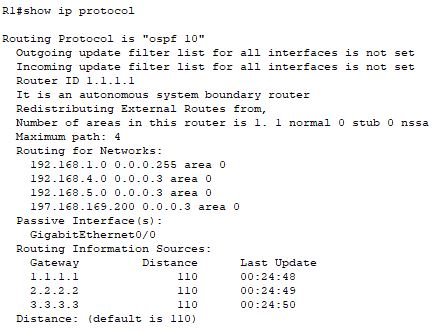 R1#show ip protocol
Routing Protocol is "ospf 10"
Outgoing update filter list for all interfaces is not set
Incoming update filter list for all interfaces is not set
Router ID 1.1.1.1
It is an autonomous system boundary router
Redistributing External Routes from,
Number of areas in this router is 1. 1 normal 0 stub 0 nssa
Maximum path: 4
Routing for Networks:
192.168.1.0 0.0.0.255 area 0
192.168.4.0 0.0.0.3 area 0
192.168.5.0 0.0.0.3 area 0
197.168.169.200 0.0.0.3 area 0
Passive Interface(s):
GigabitEthernet0/0
Routing Information Sources:
Gateway Distance Last Update
1.1.1.1 110 00:24:48
2.2.2.2 110 00:24:49
3.3.3.3 110 00:24:50
Distance: (default is 110)